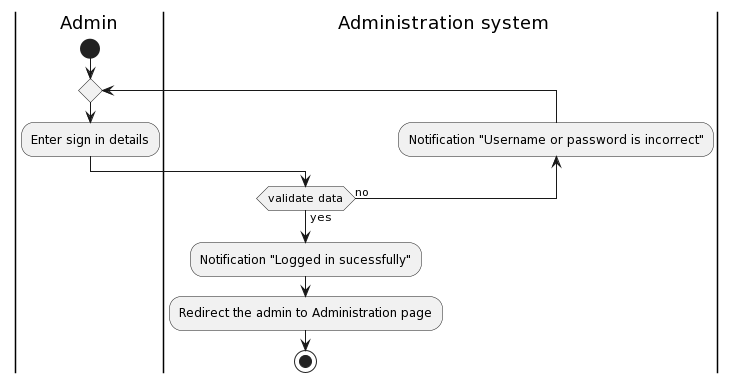 Admin
Administration system
Enter sign in details
Notification "Username or password is incorrect"
validate data
no
yes
Notification "Logged in sucessfully"
Redirect the admin to Administration page